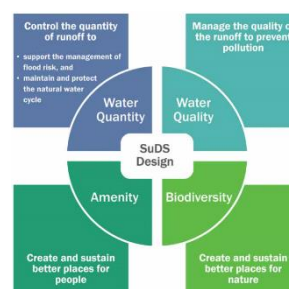 Control the quantity
of runoff to
• support the management of
flood risk, and
• maintain and protect
the natural water
cycle
Manage the quality of
the runoff to prevent
pollution
Water
Quantity
Water
Quality
SuDS
Design
Amenity
Biodiversity
Create and sustain
better places for
people
Create and sustain
better places for
nature